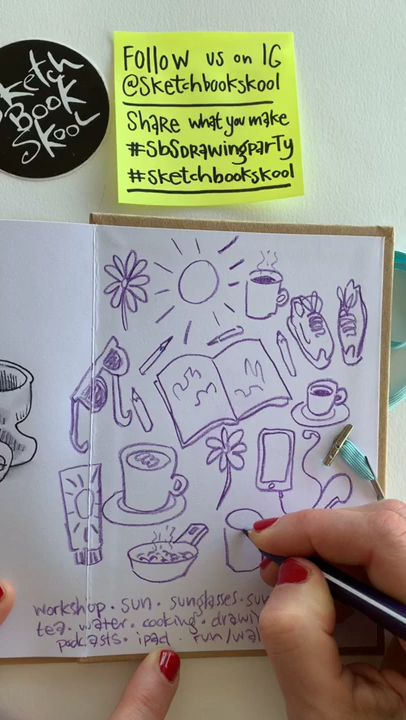 Sketch
Book
Skool
Follow us on IG
@Sketchbookskool
Share what you make
#SbSDrawingParty
#Sketchbookskool
workshop · sun · sunglasses ·
tea · water · cooking ·
podcasts · ipad · run/